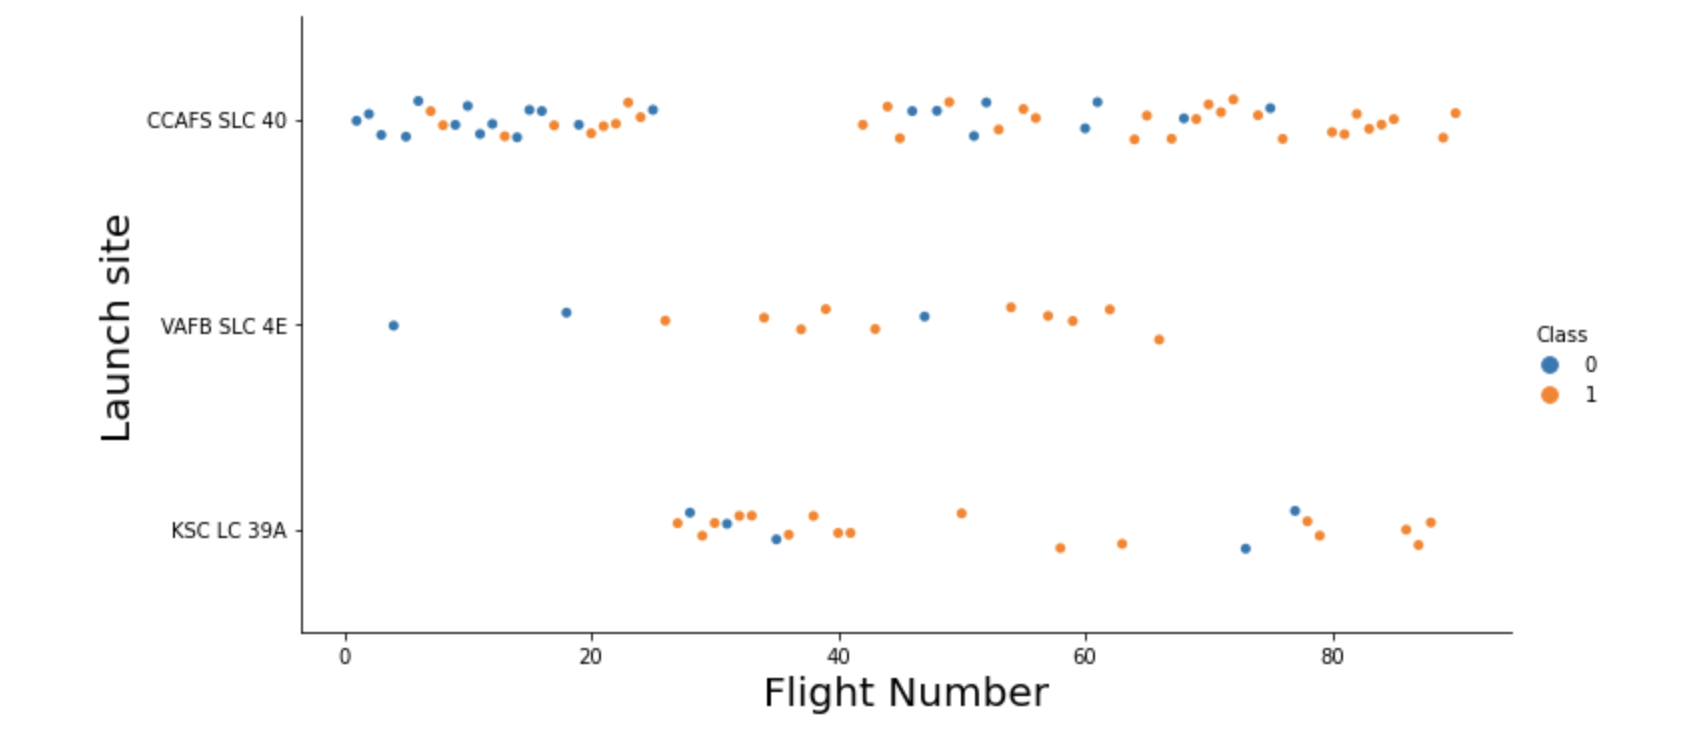 CCAFS SLC 40
VAFB SLC 4E
KSC LC 39A
Launch site
0 20 40 60 80
Flight Number
Class
0
1